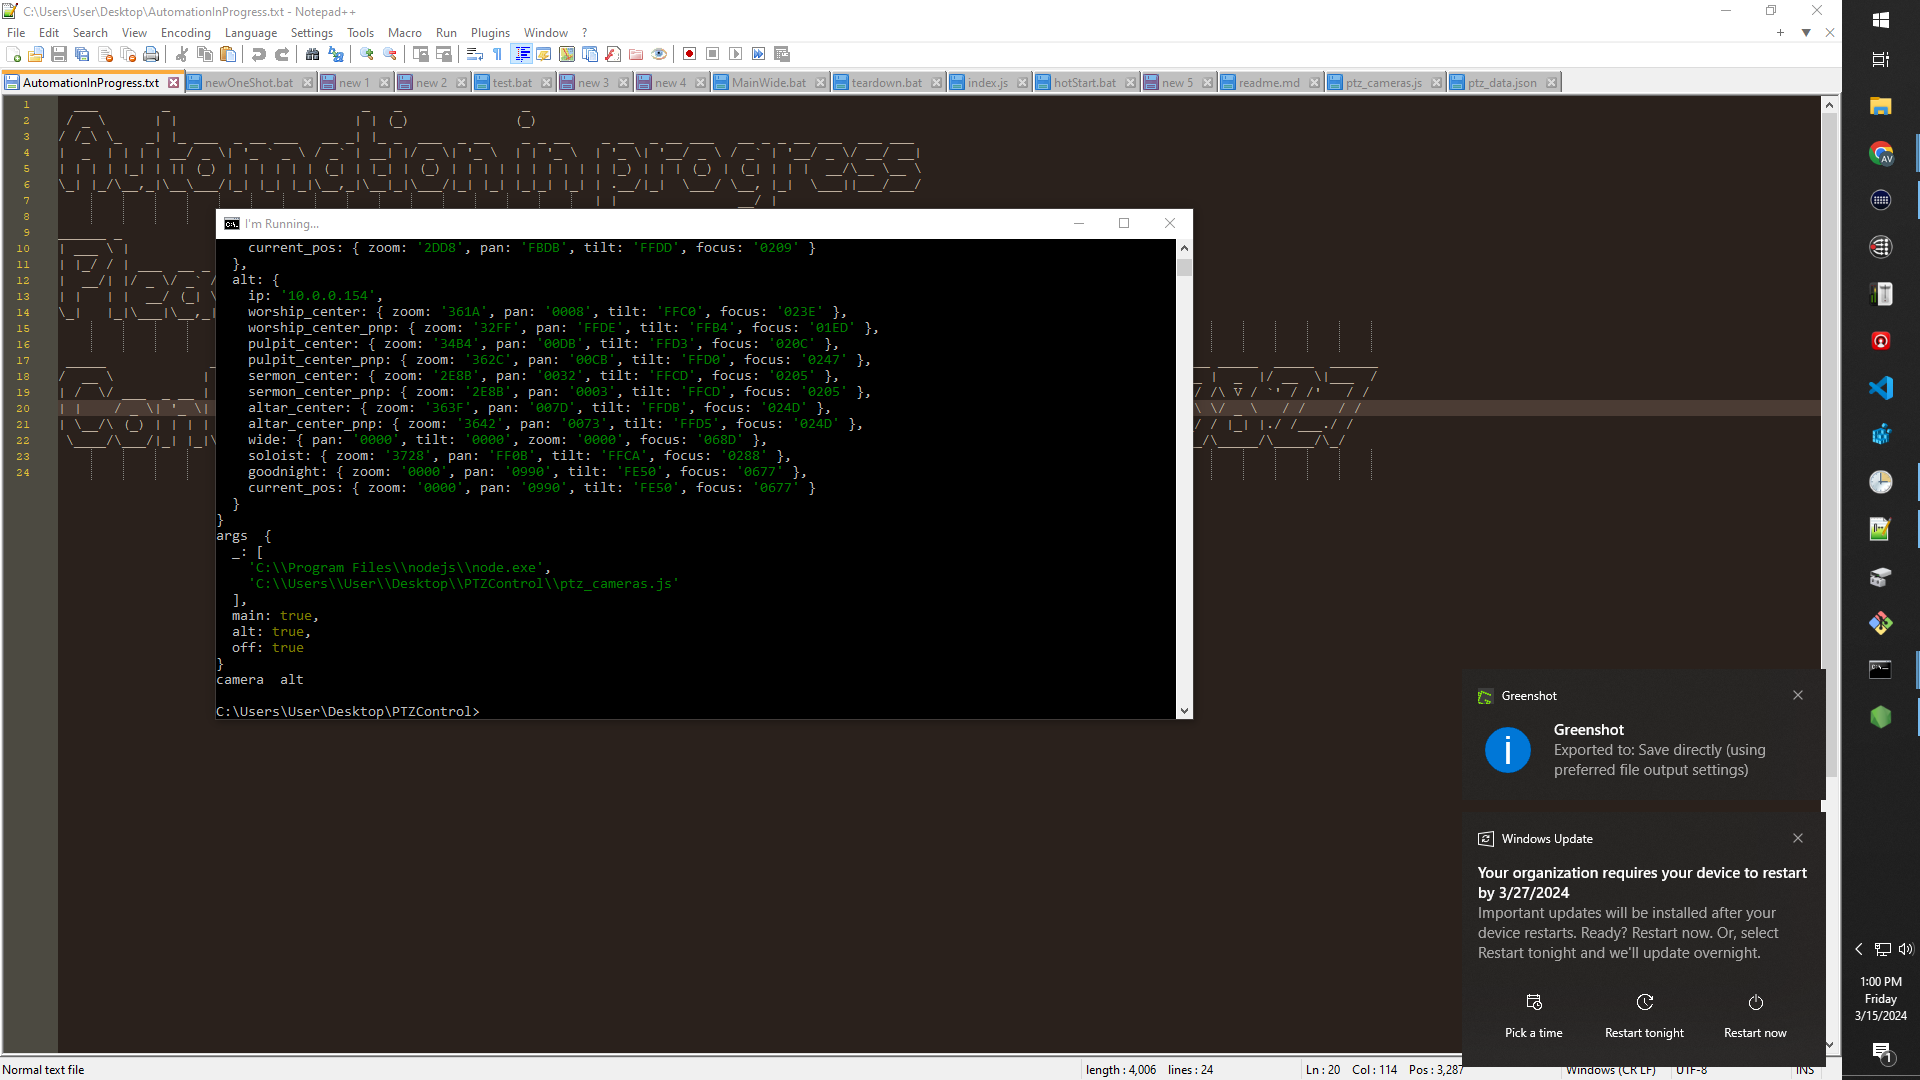 C:\Users\User\Desktop\AutomationInProgress.txt - Notepad++
File Edit Search View Encoding Language Settings Tools Macro Run Plugins Window ?
AutomationInProgress.txt newOneShot.bat new 1 new 2 test.bat new 3 new 4 MainWide.bat teardown.bat index.js hotStart.bat new 5 readme.md ptz_cameras.js ptz_data.json
1
2
3
4
5
6
7
8
9
10
11
12
13
14
15
16
17
18
19
20
21
22
23
24
Automation in progress
I'm Running...
current_pos: { zoom: '2DD8', pan: 'FBDB', tilt: 'FFDD', focus: '0209' }
},
alt: {
ip: '10.0.0.154',
worship_center: { zoom: '361A', pan: '0008', tilt: 'FFC0', focus: '023E' },
worship_center_pnp: { zoom: '32FF', pan: 'FFDE', tilt: 'FFB4', focus: '01ED' },
pulpit_center: { zoom: '34B4', pan: '00DB', tilt: 'FFD3', focus: '020C' },
pulpit_center_pnp: { zoom: '362C', pan: '00CB', tilt: 'FFD0', focus: '0247' },
sermon_center: { zoom: '2E8B', pan: '0032', tilt: 'FFCD', focus: '0205' },
sermon_center_pnp: { zoom: '2E8B', pan: '0003', tilt: 'FFCD', focus: '0205' },
altar_center: { zoom: '363F', pan: '007D', tilt: 'FFDB', focus: '024D' },
altar_center_pnp: { zoom: '3642', pan: '0073', tilt: 'FFD5', focus: '024D' },
wide: { pan: '0000', tilt: '0000', zoom: '0000', focus: '068D' },
soloist: { zoom: '3728', pan: 'FF0B', tilt: 'FFCA', focus: '0288' },
goodnight: { zoom: '0000', pan: '0990', tilt: 'FE50', focus: '0677' },
current_pos: { zoom: '0000', pan: '0990', tilt: 'FE50', focus: '0677' }
}
}
args {
_: [
'C:\\Program Files\\nodejs\\node.exe',
'C:\\Users\\User\\Desktop\\PTZControl\\ptz_cameras.js'
],
main: true,
alt: true,
off: true
}
camera alt
C:\Users\User\Desktop\PTZControl>
Greenshot
Greenshot
Exported to: Save directly (using
preferred file output settings)
Windows Update
Your organization requires your device to restart
by 3/27/2024
Important updates will be installed after your
device restarts. Ready? Restart now. Or, select
Restart tonight and we'll update overnight.
Pick a time Restart tonight Restart now
1:00 PM
Friday
3/15/2024
1
Normal text file length : 4,006 lines : 24 Ln : 20 Col : 114 Pos : 3,287 Windows (CR LF) UTF-8 INS